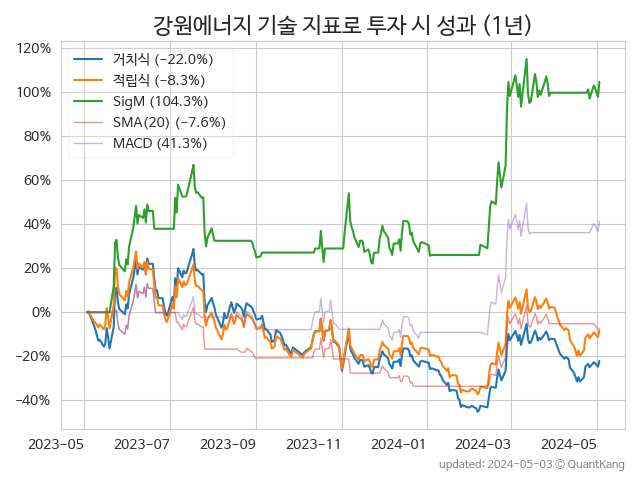 강원에너지 기술 지표로 투자 시 성과 (1년)
120%
100%
80%
60%
40%
20%
0%
−20%
−40%
거치식 (−22.0%)
적립식 (−8.3%)
SigM (104.3%)
SMA(20) (−7.6%)
MACD (41.3%)
2023-05 2023-07 2023-09 2023-11 2024-01 2024-03 2024-05
updated: 2024-05-03 © QuantKang